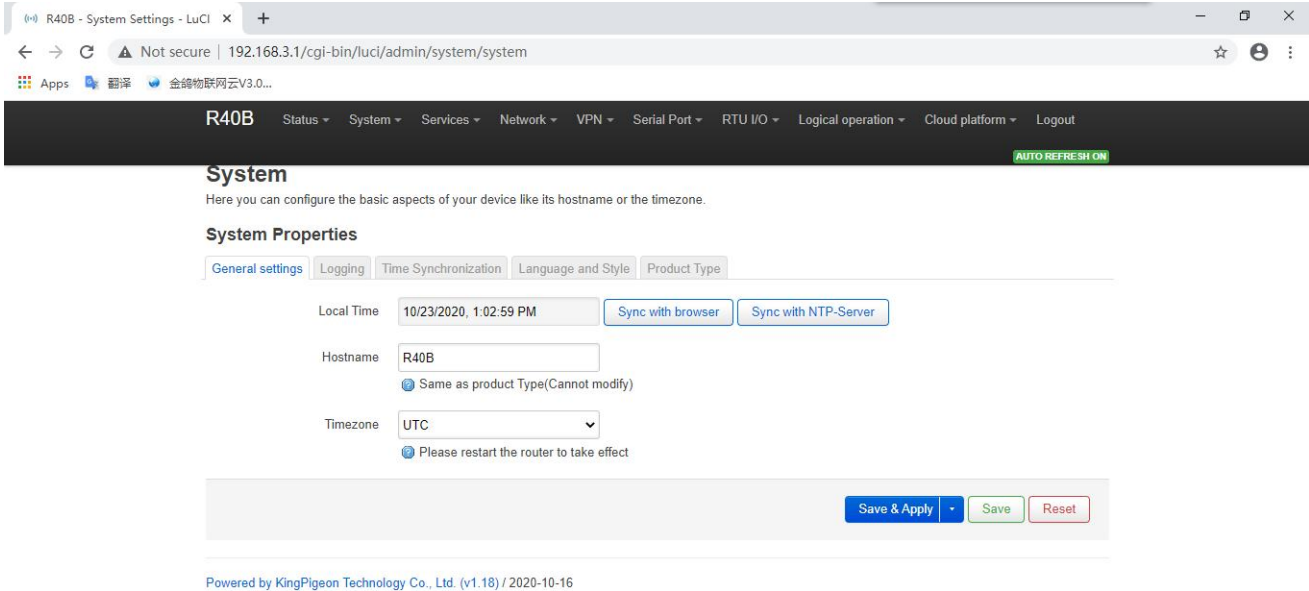 R40B - System Settings - LuCI
Not secure | 192.168.3.1/cgi-bin/luci/admin/system/system
Apps 翻译 金鸽物联网云V3.0...
R40B Status System Services Network VPN Serial Port RTU I/O Logical operation Cloud platform Logout
AUTO REFRESH ON
System
Here you can configure the basic aspects of your device like its hostname or the timezone.
System Properties
General settings Logging Time Synchronization Language and Style Product Type
Local Time 10/23/2020, 1:02:59 PM Sync with browser Sync with NTP-Server
Hostname R40B
Same as product Type(Cannot modify)
Timezone UTC
Please restart the router to take effect
Save & Apply Save Reset
Powered by KingPigeon Technology Co., Ltd. (v1.18) / 2020-10-16